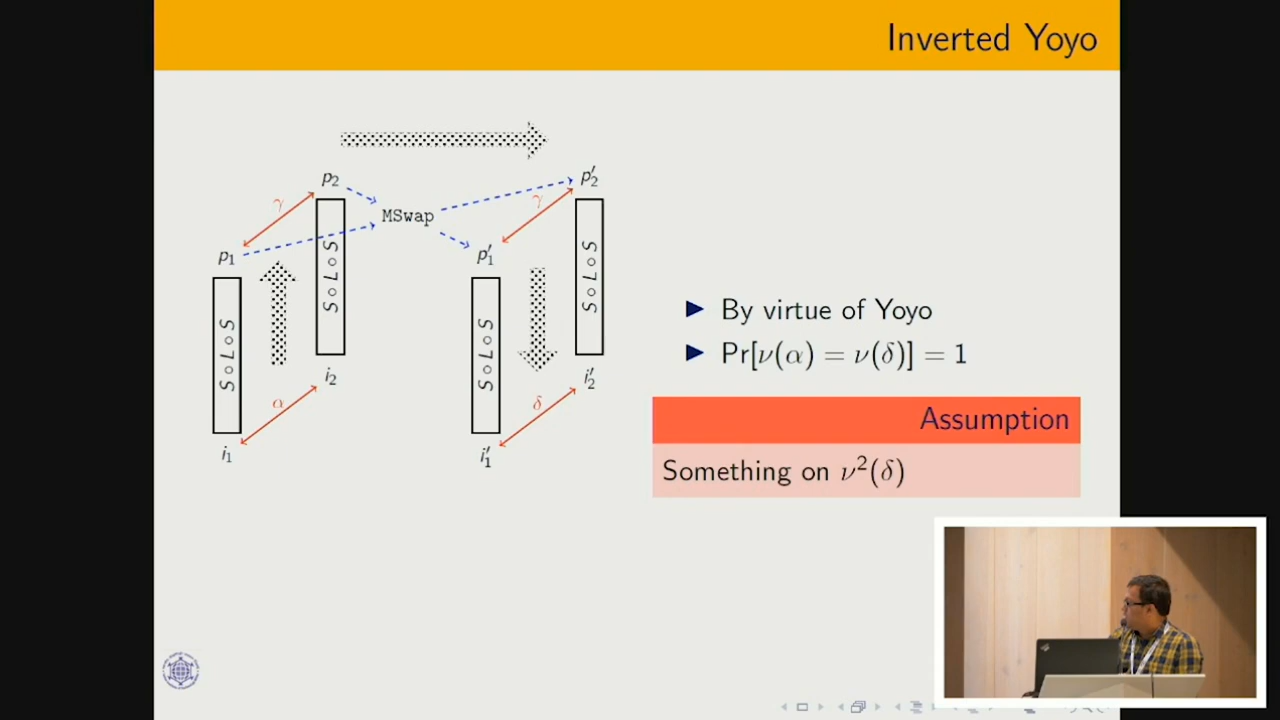 Inverted Yoyo
p₂
p′₂
γ
γ
MSwap
p₁
p′₁
S∘L∘S
S∘L∘S
S∘L∘S
S∘L∘S
i₂
i′₂
α
δ
i₁
i′₁
▶ By virtue of Yoyo
▶ Pr[ν(α) = ν(δ)] = 1
Assumption
Something on ν²(δ)